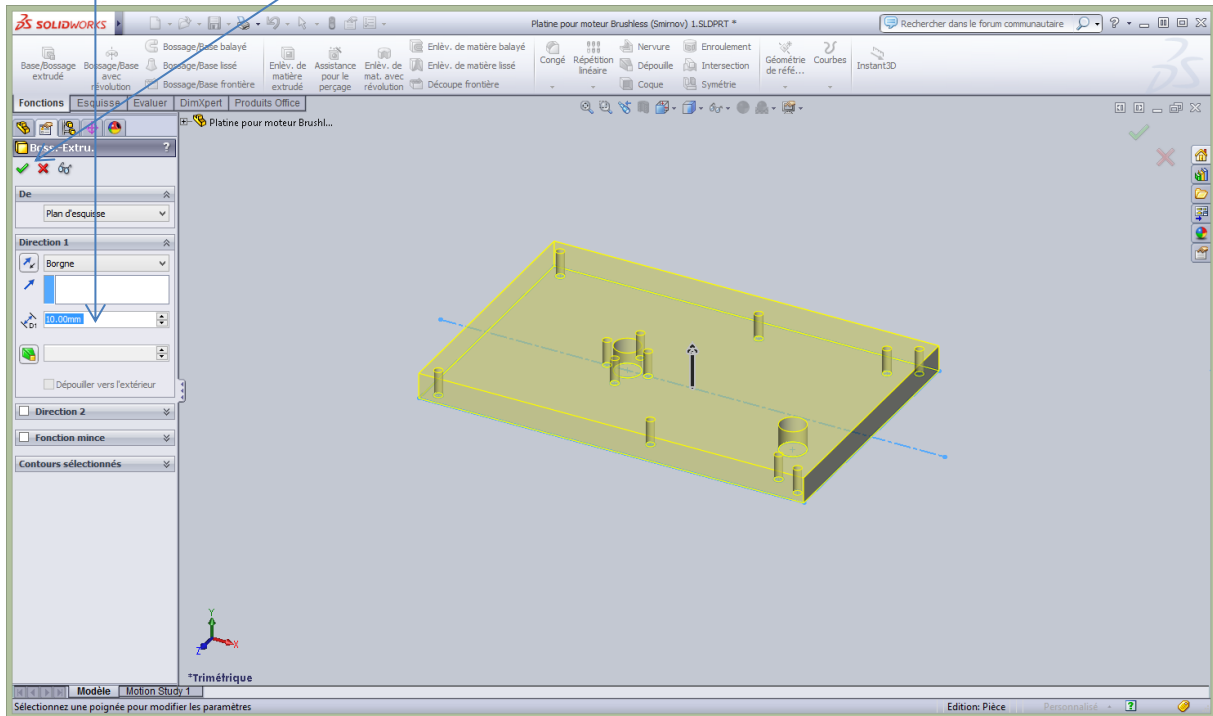 SOLIDWORKS
Platine pour moteur Brushless (Smirnov) 1.SLDPRT *
Rechercher dans le forum communautaire
Base/Bossage extrudé
Bossage/Base avec révolution
Bossage/Base balayé
Bossage/Base lissé
Bossage/Base frontière
Enlèv. de matière extrudé
Assistance pour le perçage
Enlèv. de mat. avec révolution
Enlèv. de matière balayé
Enlèv. de matière lissé
Découpe frontière
Congé
Répétition linéaire
Nervure
Dépouille
Coque
Enroulement
Intersection
Symétrie
Géométrie de réfé...
Courbes
Instant3D
Fonctions Esquisse Evaluer DimXpert Produits Office
Platine pour moteur Brushl...
Boss.-Extru. ?
De
Plan d'esquisse
Direction 1
Borgne
D1 10.00mm
Dépouiller vers l'extérieur
Direction 2
Fonction mince
Contours sélectionnés
Y
X
Z
*Trimétrique
Modèle Motion Study 1
Sélectionnez une poignée pour modifier les paramètres
Edition: Pièce
Personnalisé